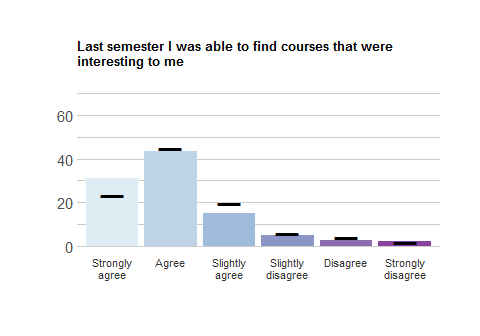 Last semester I was able to find courses that were
interesting to me
60
40
20
0
Strongly
agree
Agree
Slightly
agree
Slightly
disagree
Disagree
Strongly
disagree